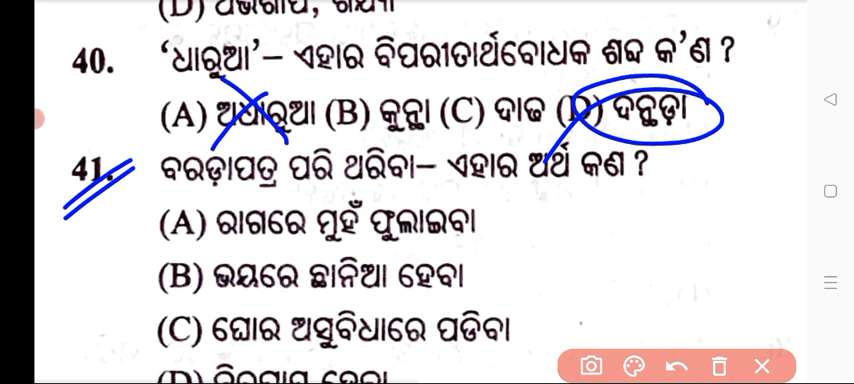 (D) ଅଭିଶାପ,
40. ‘ଧାରୁଆ’– ଏହାର ବିପରୀତାର୍ଥବୋଧକ ଶବ୍ଦ କ’ଣ ?
(A) ଅଧାରୁଆ (B) କୁନ୍ଥା (C) ଦାଢ (D) ଦନ୍ଥଡ଼ା
41. ବରଡ଼ାପତ୍ର ପରି ଥରିବା– ଏହାର ଅର୍ଥ କଣ ?
(A) ରାଗରେ ମୁହଁ ଫୁଲାଇବା
(B) ଭୟରେ ଛାନିଆ ହେବା
(C) ଘୋର ଅସୁବିଧାରେ ପଡିବା
(D) ହେବା